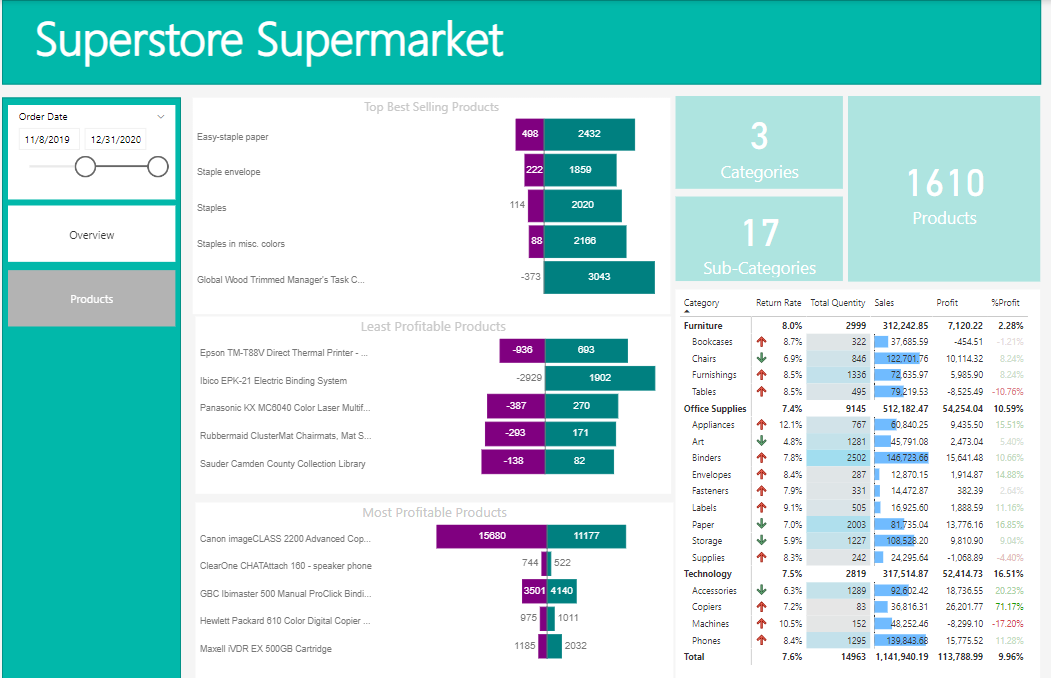 Superstore Supermarket
Order Date
11/8/2019 12/31/2020
Overview
Products
Top Best Selling Products
Easy-staple paper 498 2432
Staple envelope 222 1859
Staples 114 2020
Staples in misc. colors 88 2166
Global Wood Trimmed Manager's Task C... -373 3043
Least Profitable Products
Epson TM-T88V Direct Thermal Printer - ... -936 693
Ibico EPK-21 Electric Binding System -2929 1902
Panasonic KX MC6040 Color Laser Multif... -387 270
Rubbermaid ClusterMat Chairmats, Mat S... -293 171
Sauder Camden County Collection Library -138 82
Most Profitable Products
Canon imageCLASS 2200 Advanced Cop... 15680 11177
ClearOne CHATAttach 160 - speaker phone 744 522
GBC Ibimaster 500 Manual ProClick Bindi... 3501 4140
Hewlett Packard 610 Color Digital Copier ... 975 1011
Maxell iVDR EX 500GB Cartridge 1185 2032
3
Categories
17
Sub-Categories
1610
Products
Category Return Rate Total Quentity Sales Profit %Profit
Furniture 8.0% 2999 312,242.85 7,120.22 2.28%
Bookcases 8.7% 322 37,685.59 -454.51 -1.21%
Chairs 6.9% 846 122,701.76 10,114.32 8.24%
Furnishings 8.5% 1336 72,635.97 5,985.90 8.24%
Tables 8.5% 495 79,219.53 -8,525.49 -10.76%
Office Supplies 7.4% 9145 512,182.47 54,254.04 10.59%
Appliances 12.1% 767 60,840.25 9,435.50 15.51%
Art 4.8% 1281 45,791.08 2,473.04 5.40%
Binders 7.8% 2502 146,723.66 15,641.48 10.66%
Envelopes 8.4% 287 12,870.15 1,914.87 14.88%
Fasteners 7.9% 331 14,472.87 382.39 2.64%
Labels 9.1% 505 16,925.60 1,888.59 11.16%
Paper 7.0% 2003 81,735.04 13,776.16 16.85%
Storage 5.9% 1227 108,528.20 9,810.90 9.04%
Supplies 8.3% 242 24,295.64 -1,068.89 -4.40%
Technology 7.5% 2819 317,514.87 52,414.73 16.51%
Accessories 6.3% 1289 92,602.42 18,736.55 20.23%
Copiers 7.2% 83 36,816.31 26,201.77 71.17%
Machines 10.5% 152 48,252.46 -8,299.10 -17.20%
Phones 8.4% 1295 139,843.68 15,775.52 11.28%
Total 7.6% 14963 1,141,940.19 113,788.99 9.96%